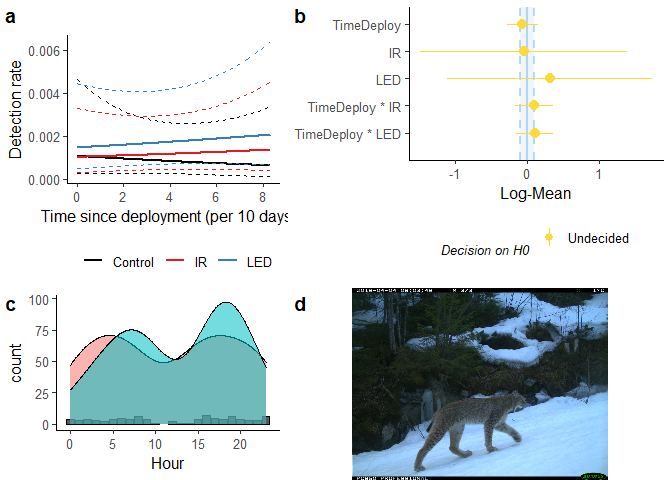 a
0.006
0.004
0.002
0.000
Detection rate
0 2 4 6 8
Time since deployment (per 10 days
Control IR LED
b
TimeDeploy
IR
LED
TimeDeploy * IR
TimeDeploy * LED
-1 0 1
Log-Mean
Decision on H0 Undecided
c
100
75
50
25
0
count
0 5 10 15 20
Hour
d